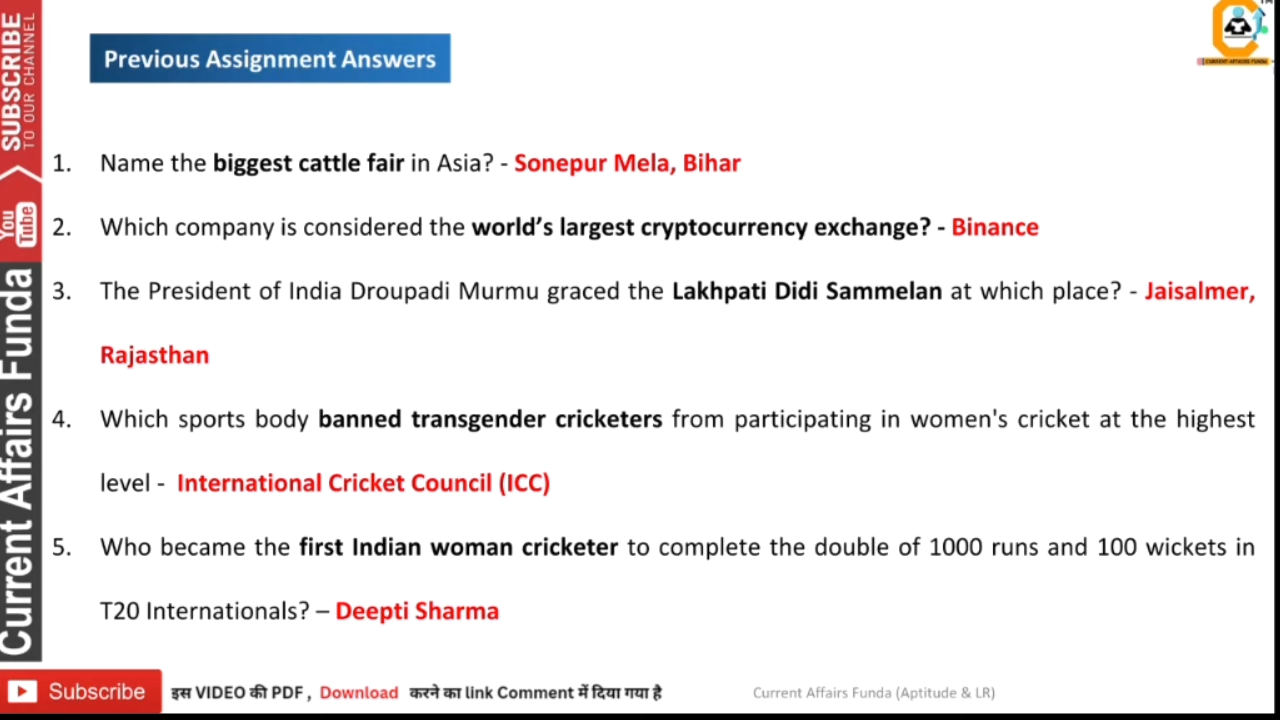 SUBSCRIBE
TO OUR CHANNEL
You
Tube
Current Affairs Funda
Previous Assignment Answers
CURRENT AFFAIRS FUNDA
1. Name the biggest cattle fair in Asia? - Sonepur Mela, Bihar
2. Which company is considered the world’s largest cryptocurrency exchange? - Binance
3. The President of India Droupadi Murmu graced the Lakhpati Didi Sammelan at which place? - Jaisalmer,
Rajasthan
4. Which sports body banned transgender cricketers from participating in women's cricket at the highest
level - International Cricket Council (ICC)
5. Who became the first Indian woman cricketer to complete the double of 1000 runs and 100 wickets in
T20 Internationals? – Deepti Sharma
Subscribe
इस VIDEO की PDF , Download करने का link Comment में दिया गया है
Current Affairs Funda (Aptitude & LR)